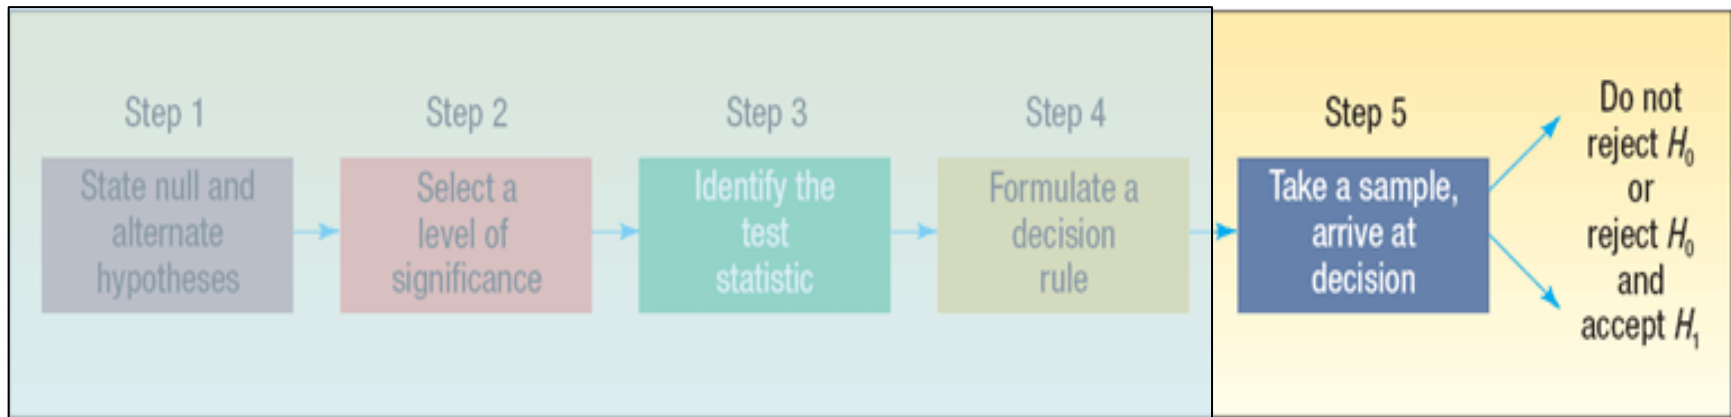 Step 1
State null and
alternate
hypotheses
Step 2
Select a
level of
significance
Step 3
Identify the
test
statistic
Step 4
Formulate a
decision
rule
Step 5
Take a sample,
arrive at
decision
Do not
reject H₀
or
reject H₀
and
accept H₁